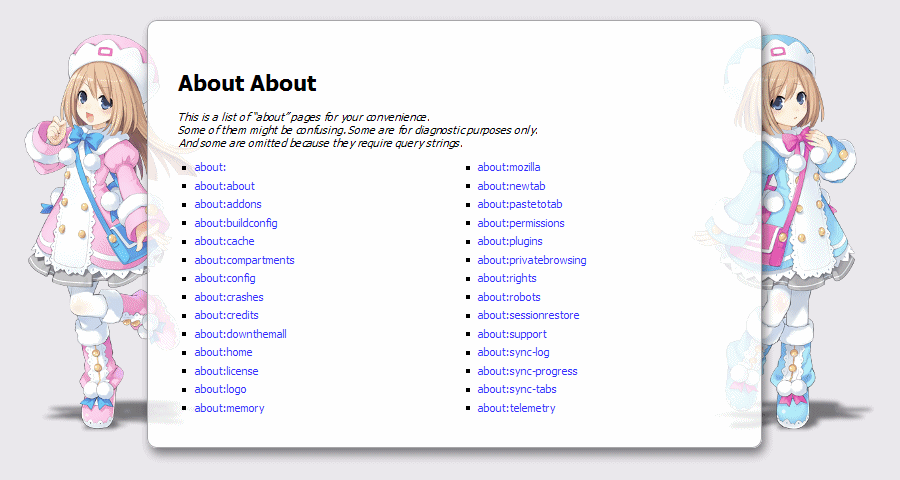 About About
This is a list of "about" pages for your convenience.
Some of them might be confusing. Some are for diagnostic purposes only.
And some are omitted because they require query strings.
about:
about:about
about:addons
about:buildconfig
about:cache
about:compartments
about:config
about:crashes
about:credits
about:downthemall
about:home
about:license
about:logo
about:memory
about:mozilla
about:newtab
about:pastetotab
about:permissions
about:plugins
about:privatebrowsing
about:rights
about:robots
about:sessionrestore
about:support
about:sync-log
about:sync-progress
about:sync-tabs
about:telemetry